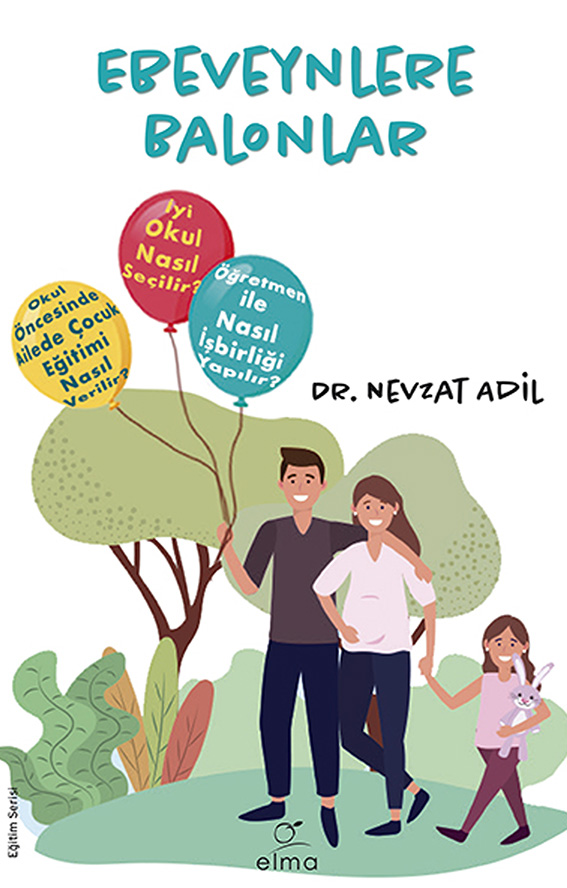 EBEVEYNLERE
BALONLAR
İyi
Okul
Nasıl
Seçilir?
Öğretmen
ile
Nasıl
İşbirliği
Yapılır?
Okul
Öncesinde
Ailede Çocuk
Eğitimi
Nasıl
Verilir?
DR. NEVZAT ADİL
Eğitim Serisi
elma